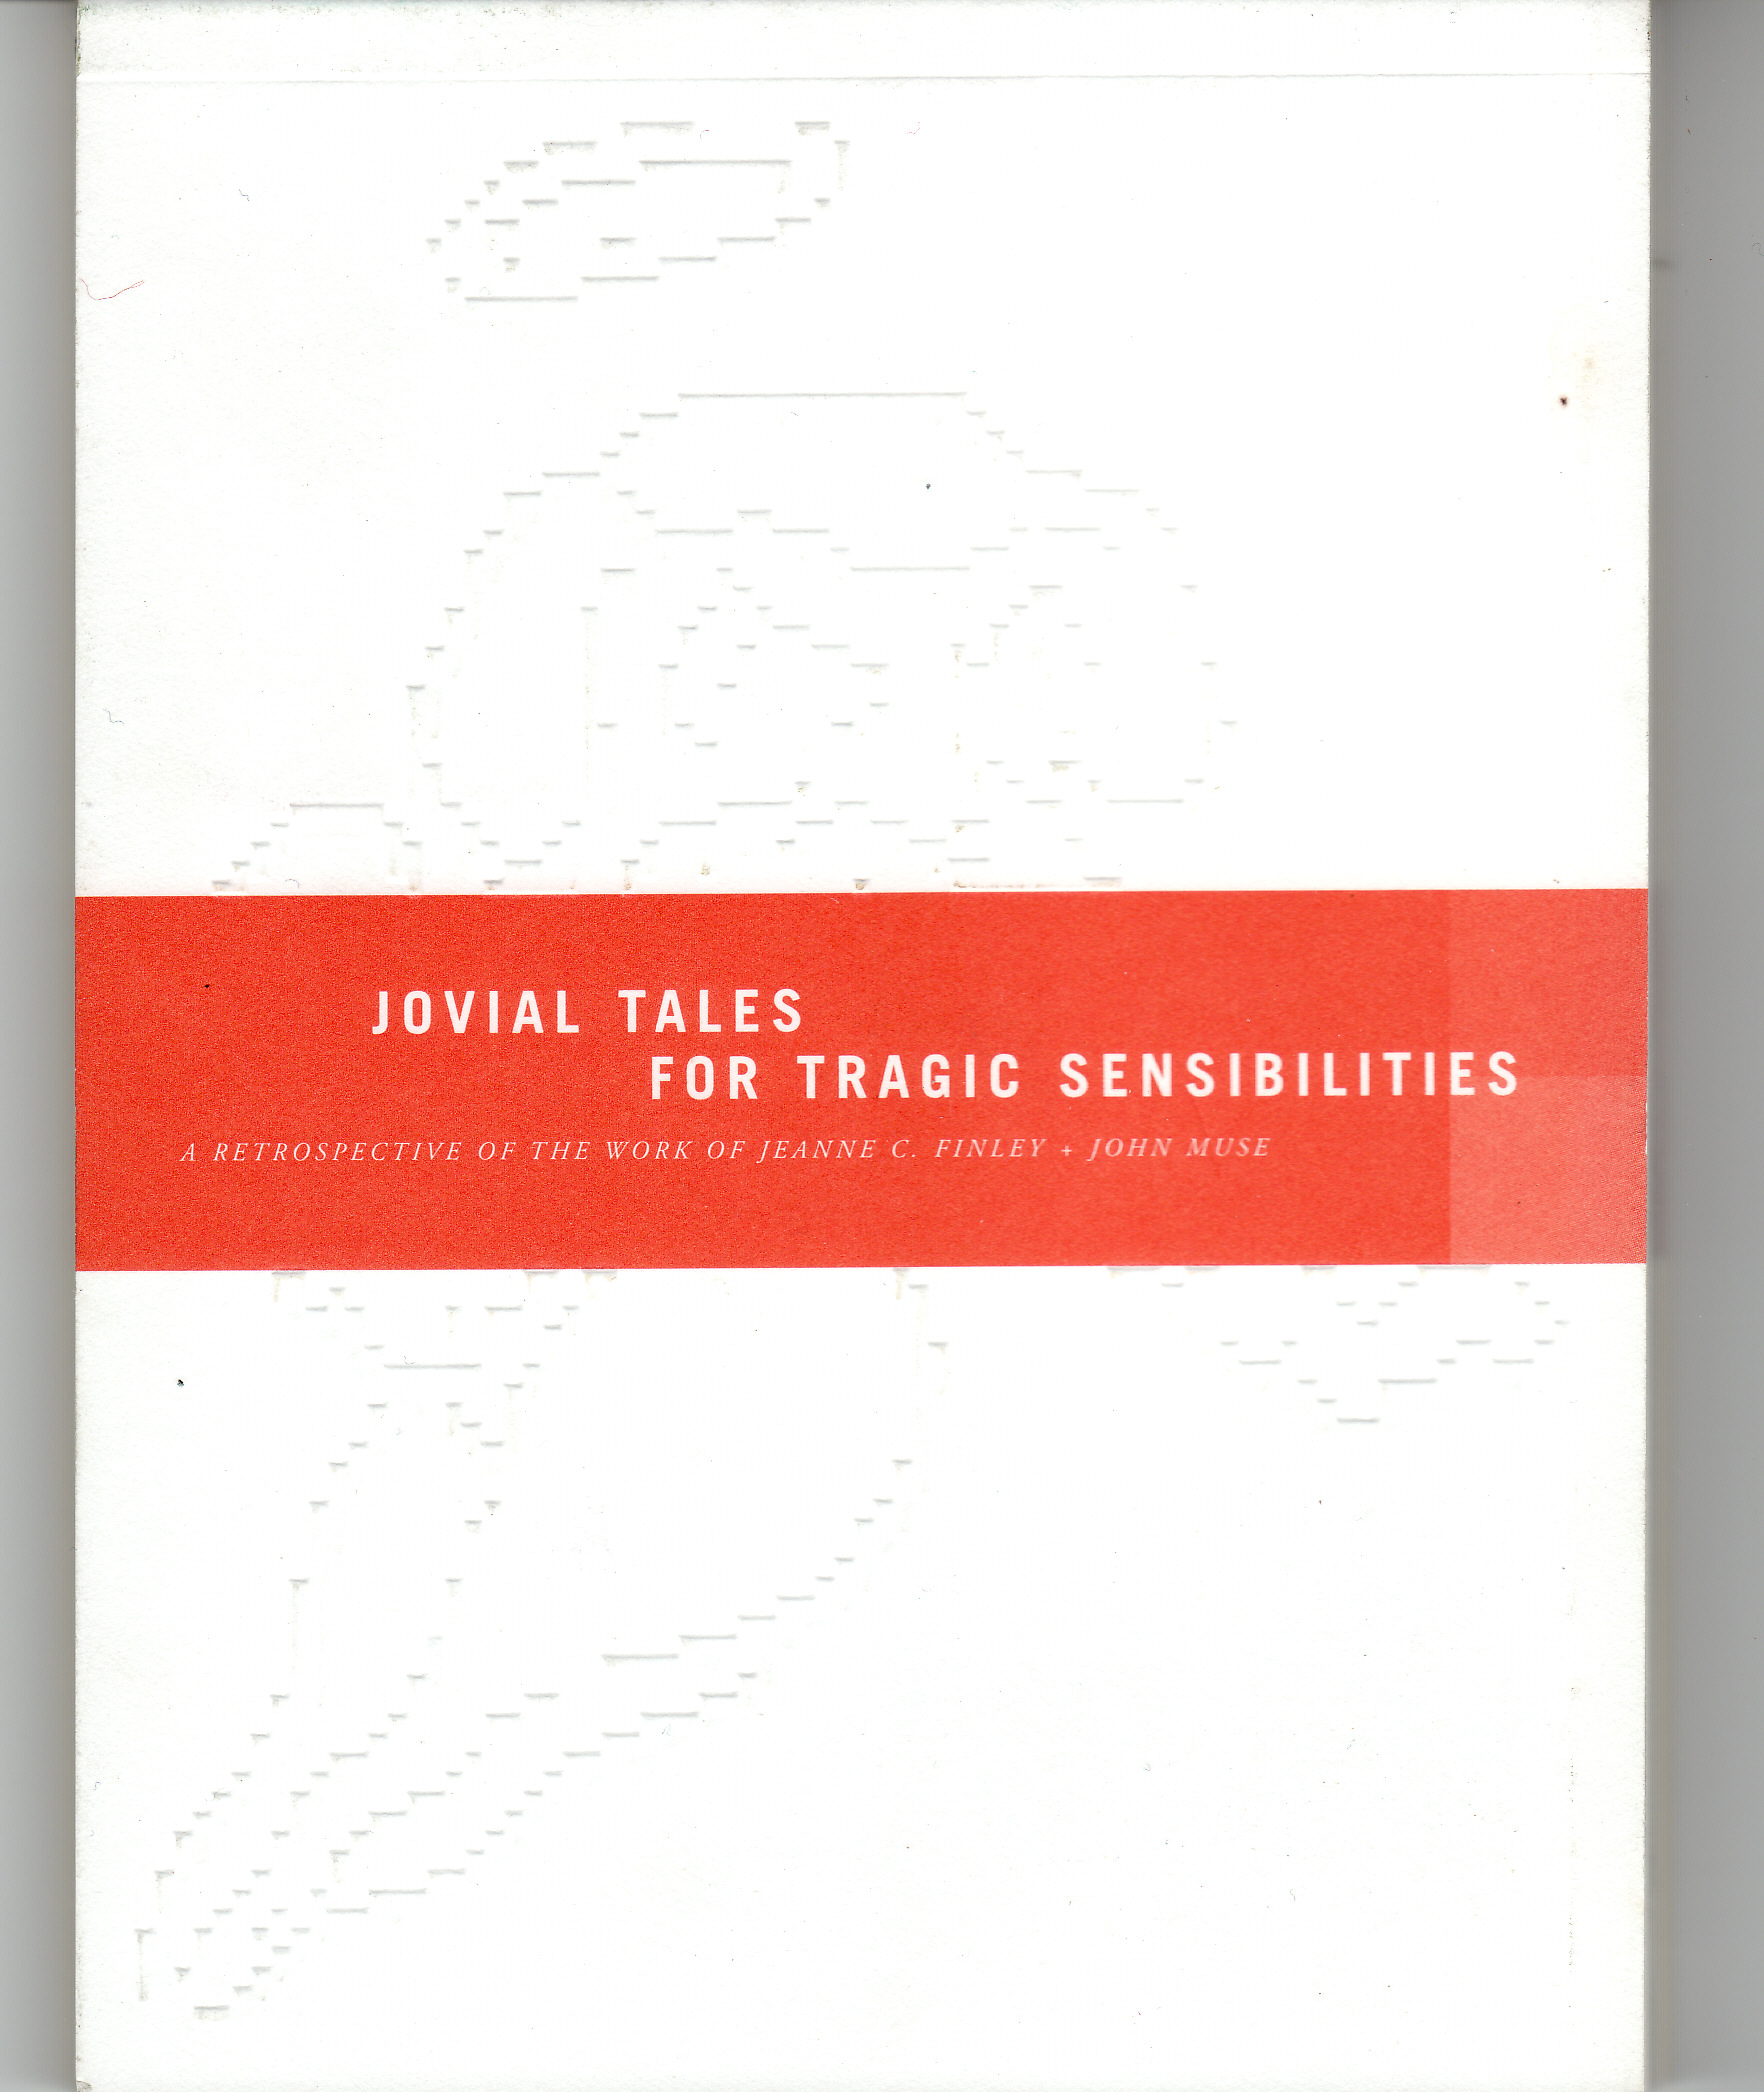 JOVIAL TALES
FOR TRAGIC SENSIBILITIES
A RETROSPECTIVE OF THE WORK OF JEANNE C. FINLEY + JOHN MUSE